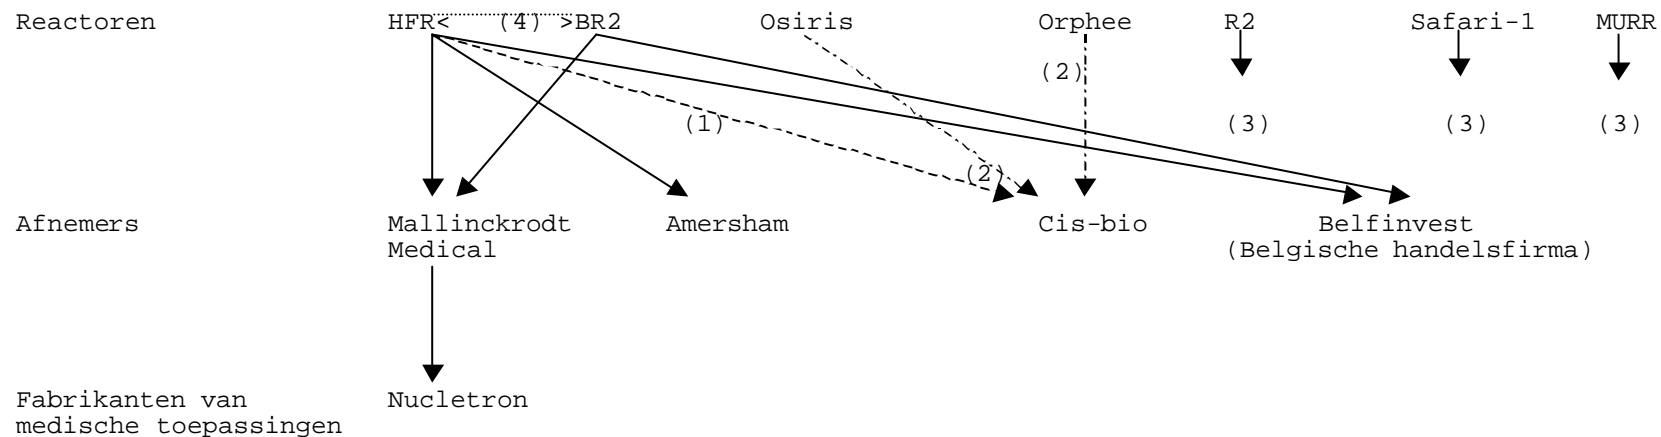 Reactoren HFR< (4) >BR2 Osiris Orphee R2 Safari-1 MURR
(2)
(1) (3) (3) (3)
(2)
Afnemers Mallinckrodt Amersham Cis-bio Belfinvest
Medical (Belgische handelsfirma)
Fabrikanten van Nucletron
medische toepassingen